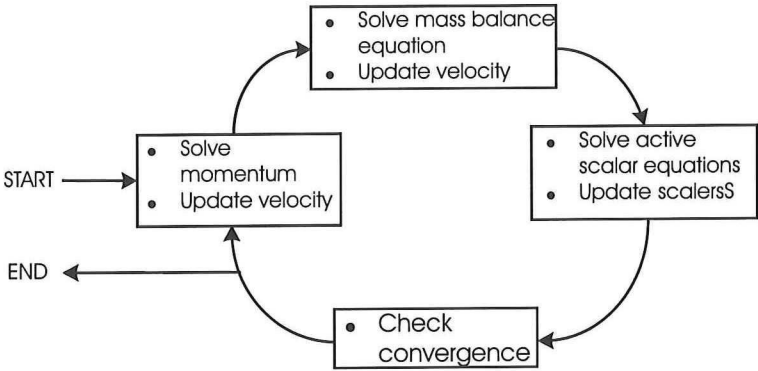 • Solve mass balance
equation
• Update velocity
• Solve active
scalar equations
• Update scalersS
• Solve
momentum
• Update velocity
START
END
• Check
convergence